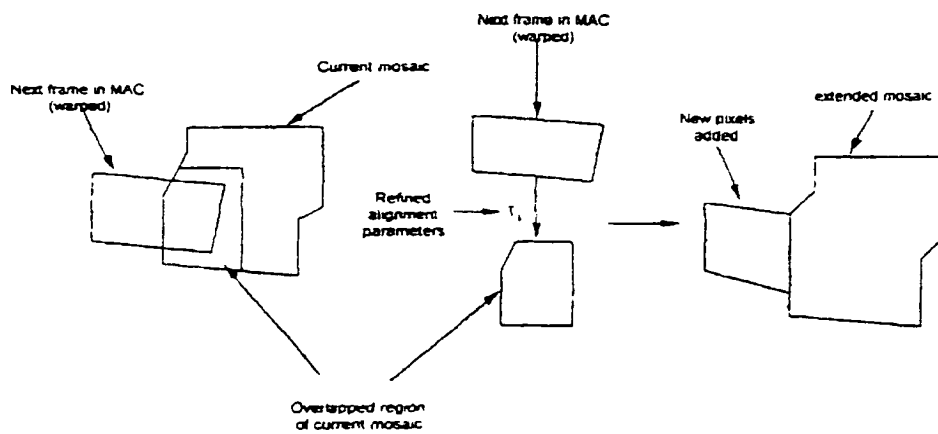 Next frame in MAC
(warped)
Current mosaic
Next frame in MAC
(warped)
extended mosaic
New pixels
added
Refined
alignment
parameters
Overlapped region
of current mosaic